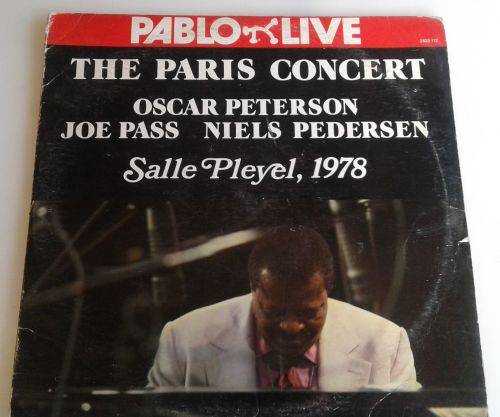 PABLO LIVE
THE PARIS CONCERT
OSCAR PETERSON
JOE PASS NIELS PEDERSEN
Salle Pleyel, 1978